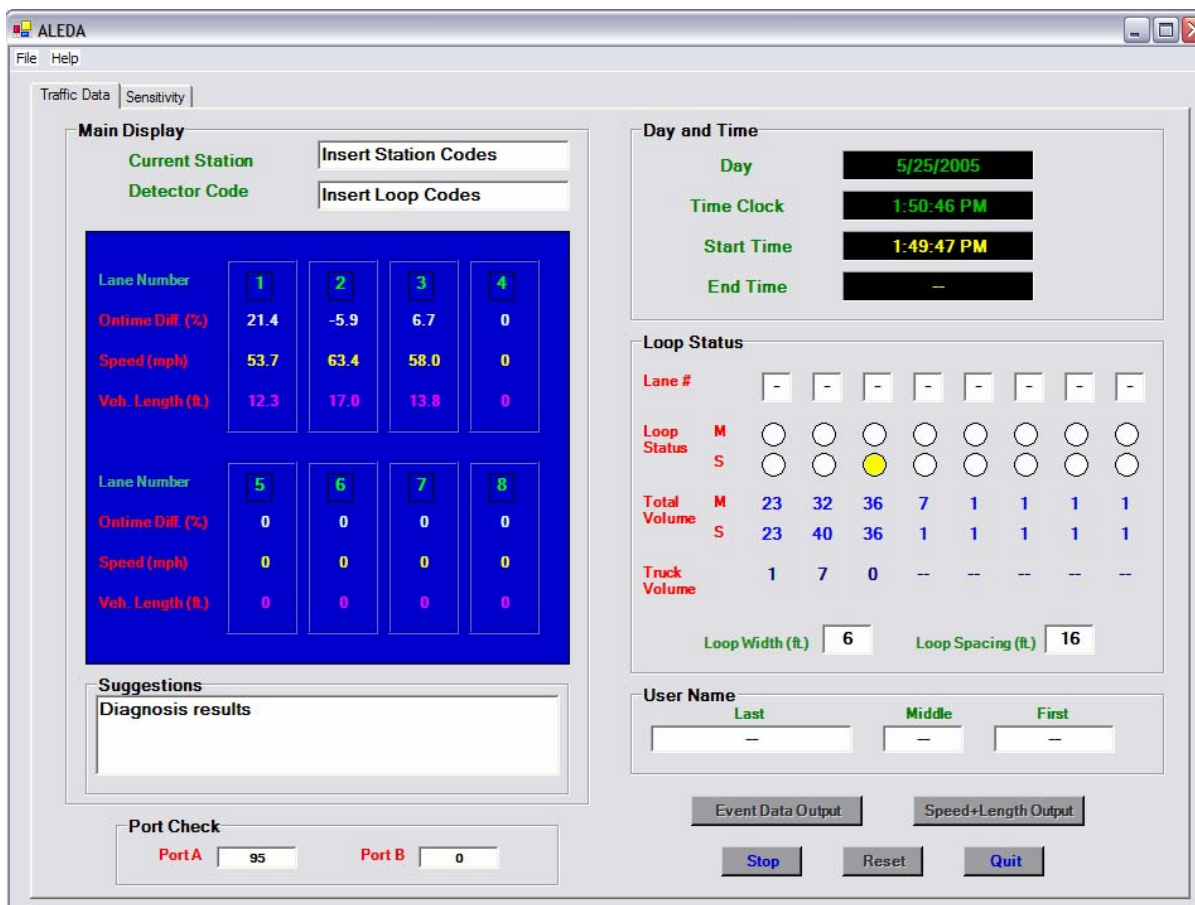 ALEDA
File Help
Traffic Data Sensitivity
Main Display
Current Station Insert Station Codes
Detector Code Insert Loop Codes
Lane Number 1 2 3 4
Ontime Diff. (%) 21.4 -5.9 6.7 0
Speed (mph) 53.7 63.4 58.0 0
Veh. Length (ft.) 12.3 17.0 13.8 0
Lane Number 5 6 7 8
Ontime Diff. (%) 0 0 0 0
Speed (mph) 0 0 0 0
Veh. Length (ft.) 0 0 0 0
Suggestions
Diagnosis results
Port Check
Port A 95 Port B 0
Day and Time
Day 5/25/2005
Time Clock 1:50:46 PM
Start Time 1:49:47 PM
End Time --
Loop Status
Lane # - - - - - - - -
Loop Status M
S
Total Volume M 23 32 36 7 1 1 1 1
S 23 40 36 1 1 1 1 1
Truck Volume 1 7 0 -- -- -- -- --
Loop Width (ft.) 6 Loop Spacing (ft.) 16
User Name
Last Middle First
-- -- --
Event Data Output Speed+Length Output
Stop Reset Quit